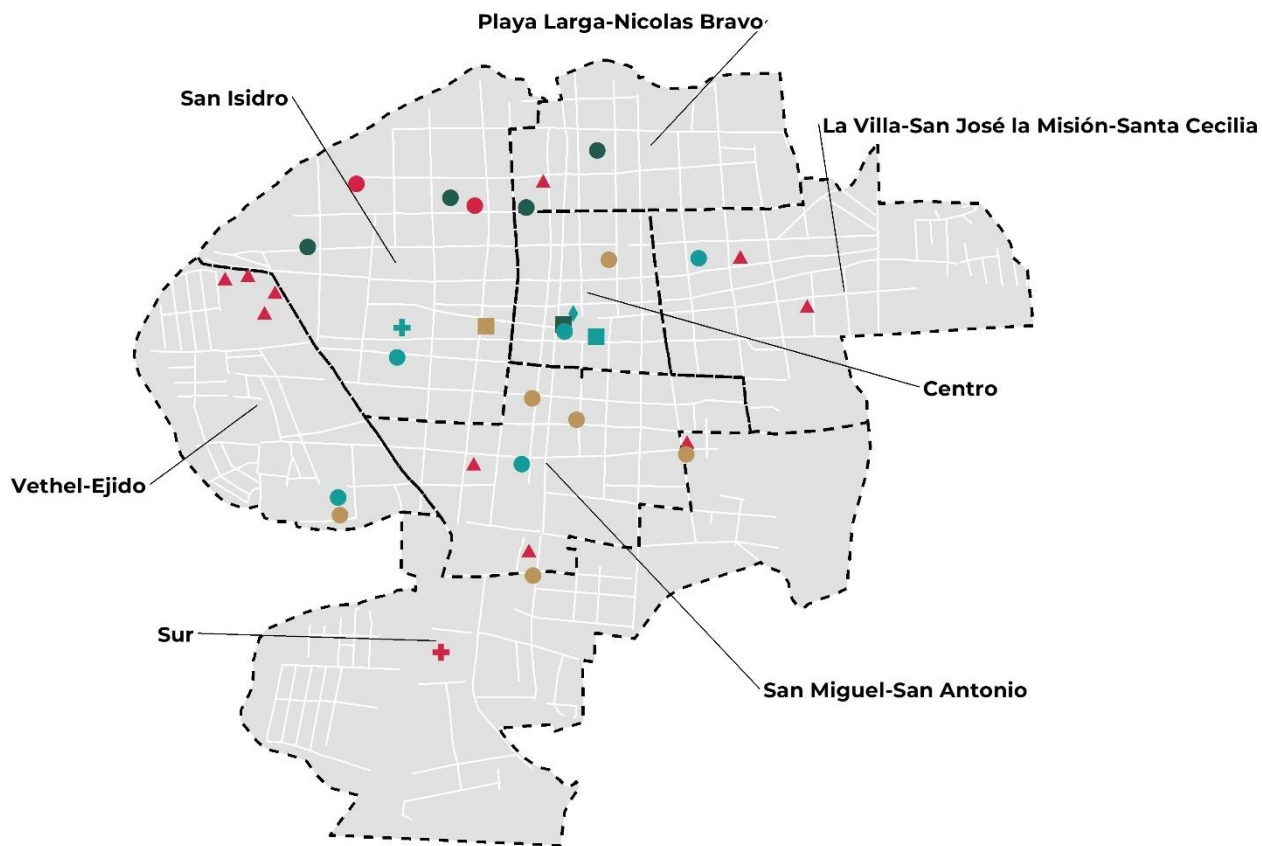 Playa Larga-Nicolas Bravo
San Isidro
La Villa-San José la Misión-Santa Cecilia
Centro
Vethel-Ejido
Sur
San Miguel-San Antonio